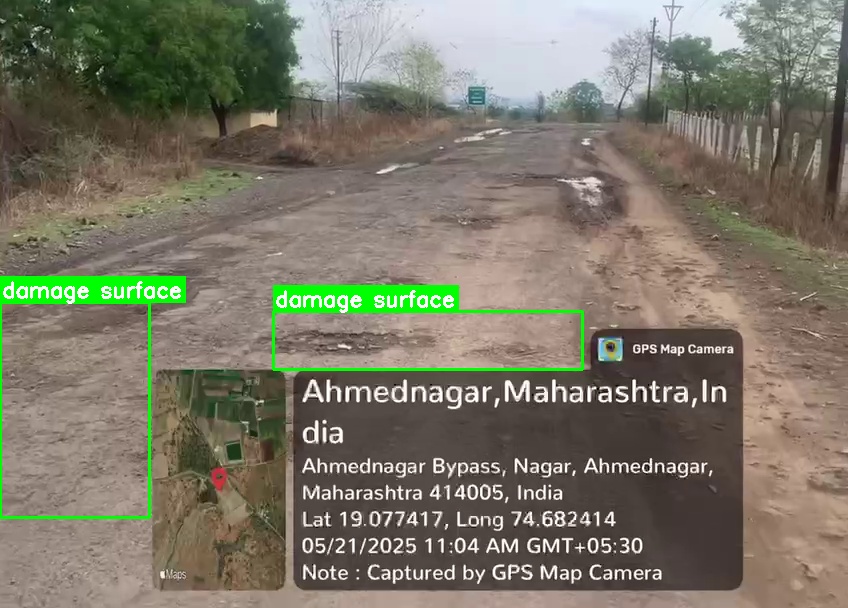 damage surface
damage surface
GPS Map Camera
Ahmednagar,Maharashtra,In
dia
Ahmednagar Bypass, Nagar, Ahmednagar,
Maharashtra 414005, India
Lat 19.077417, Long 74.682414
05/21/2025 11:04 AM GMT+05:30
Note : Captured by GPS Map Camera
Maps